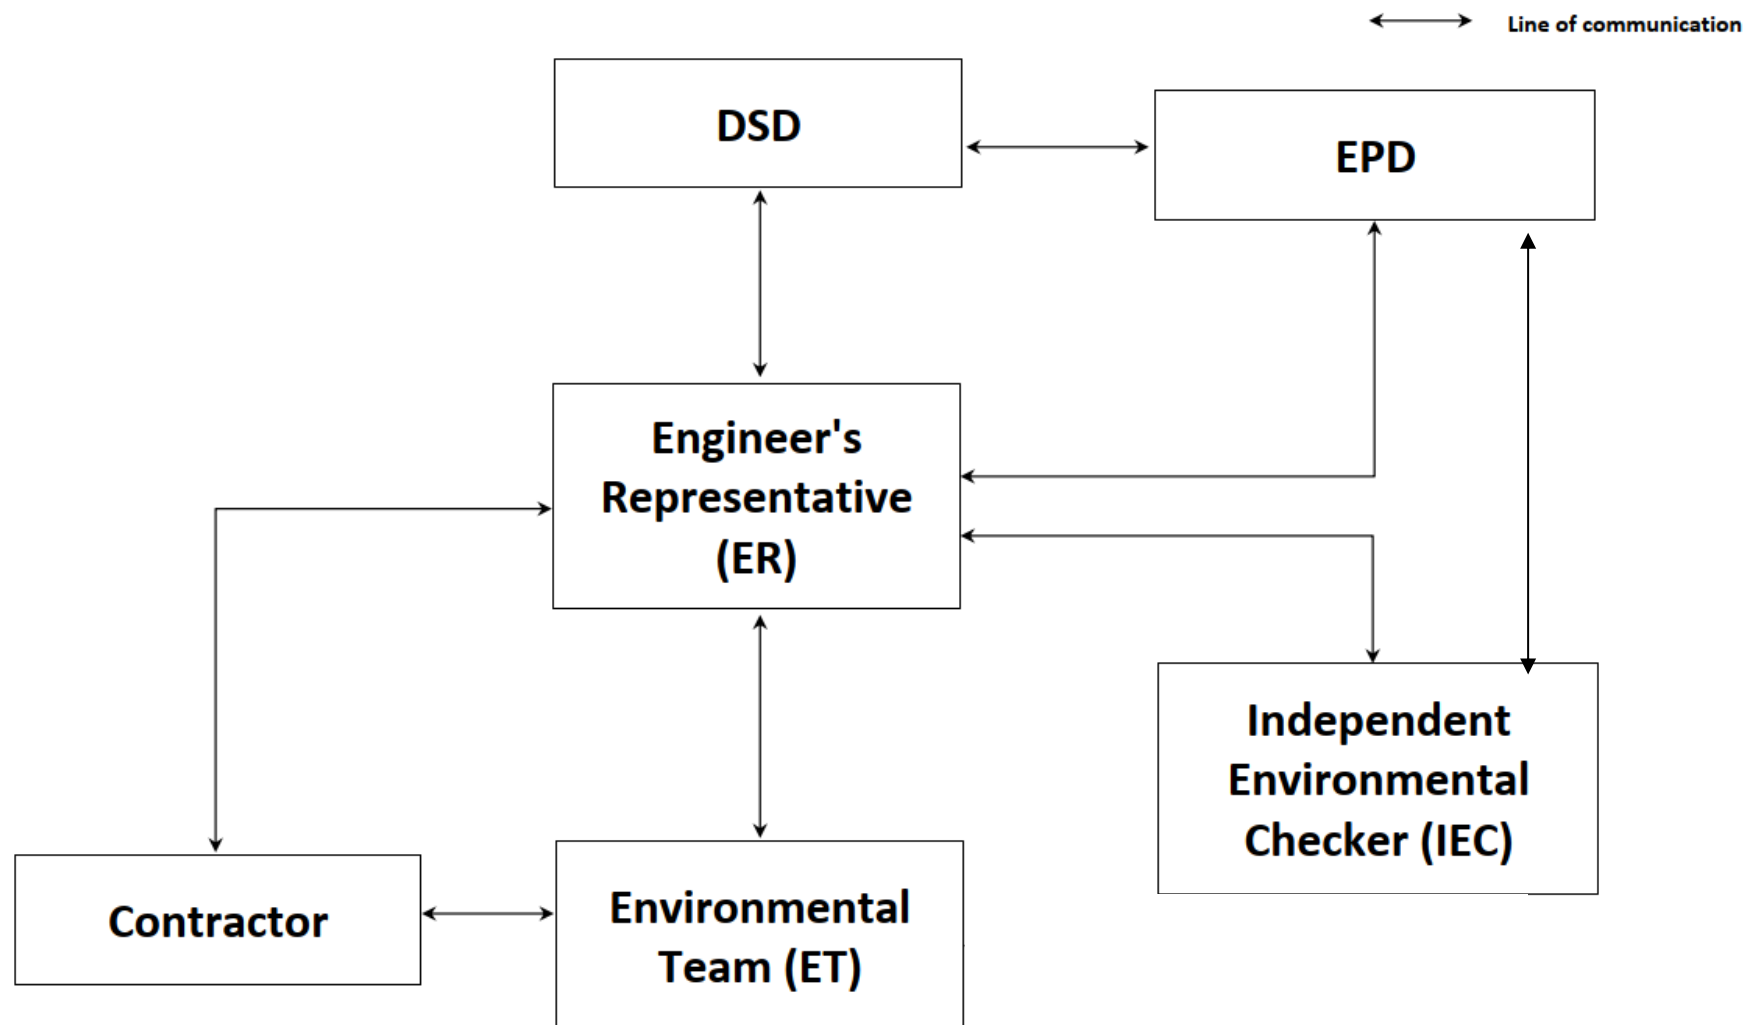 Line of communication
DSD
EPD
Engineer's
Representative
(ER)
Independent
Environmental
Checker (IEC)
Contractor
Environmental
Team (ET)